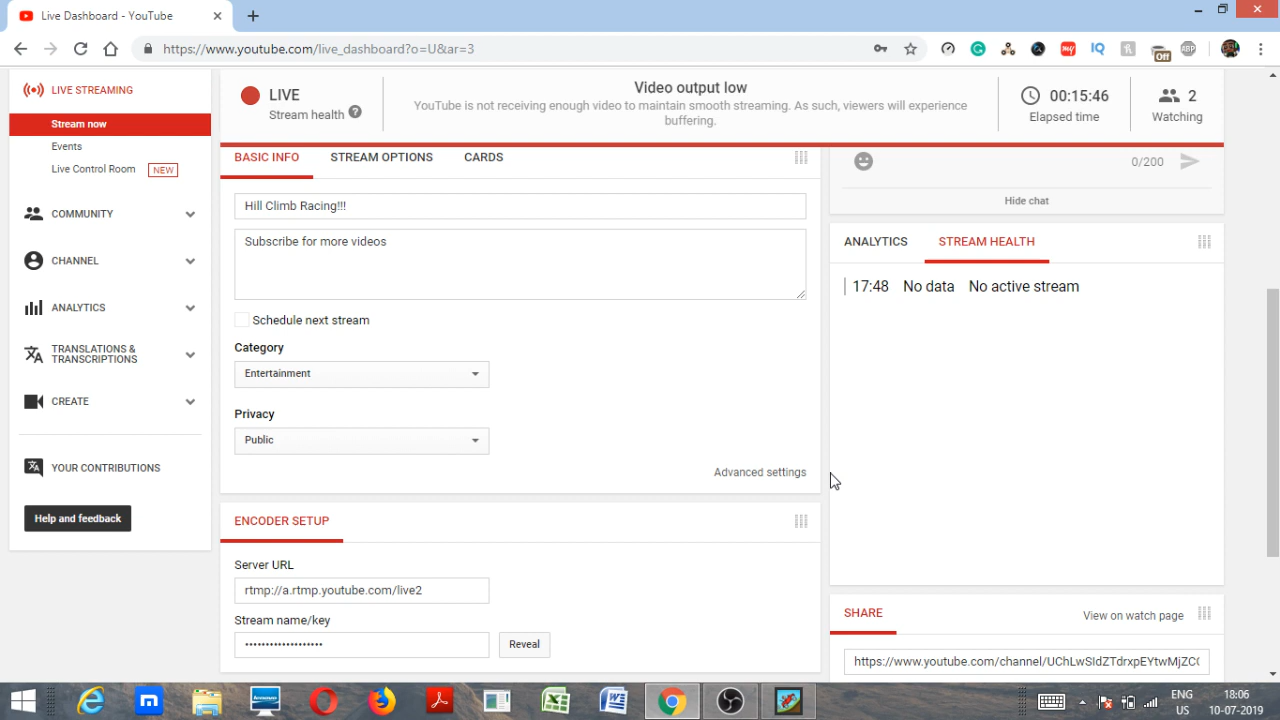 Live Dashboard - YouTube
https://www.youtube.com/live_dashboard?o=U&ar=3
my
IQ
Off
ABP
LIVE STREAMING
Stream now
Events
Live Control Room NEW
COMMUNITY
CHANNEL
ANALYTICS
TRANSLATIONS &
TRANSCRIPTIONS
CREATE
YOUR CONTRIBUTIONS
Help and feedback
LIVE
Stream health ?
Video output low
YouTube is not receiving enough video to maintain smooth streaming. As such, viewers will experience
buffering.
00:15:46
Elapsed time
2
Watching
BASIC INFO STREAM OPTIONS CARDS
Hill Climb Racing!!!
Subscribe for more videos
Schedule next stream
Category
Entertainment
Privacy
Public
Advanced settings
ENCODER SETUP
Server URL
rtmp://a.rtmp.youtube.com/live2
Stream name/key
Reveal
0/200
Hide chat
ANALYTICS STREAM HEALTH
17:48 No data No active stream
SHARE View on watch page
https://www.youtube.com/channel/UChLwSIdZTdrxpEYtwMjZC
ENG
US
18:06
10-07-2019